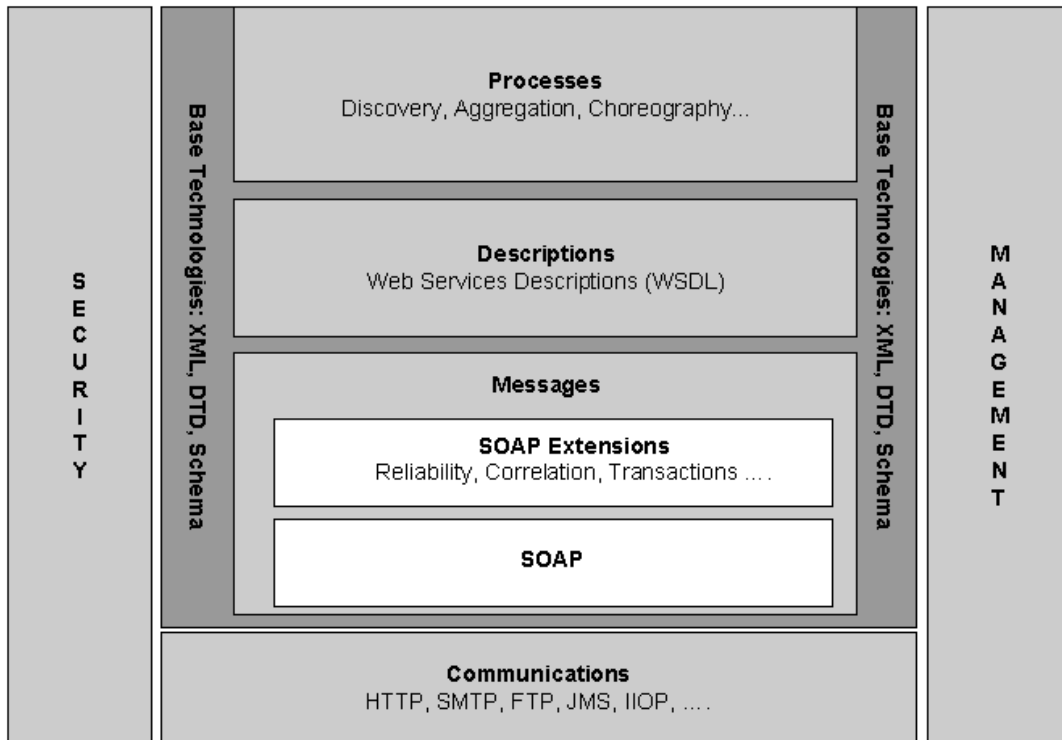 SECURITY
Base Technologies: XML, DTD, Schema
Processes
Discovery, Aggregation, Choreography...
Descriptions
Web Services Descriptions (WSDL)
Messages
SOAP Extensions
Reliability, Correlation, Transactions ....
SOAP
Base Technologies: XML, DTD, Schema
MANAGEMENT
Communications
HTTP, SMTP, FTP, JMS, IIOP, ....